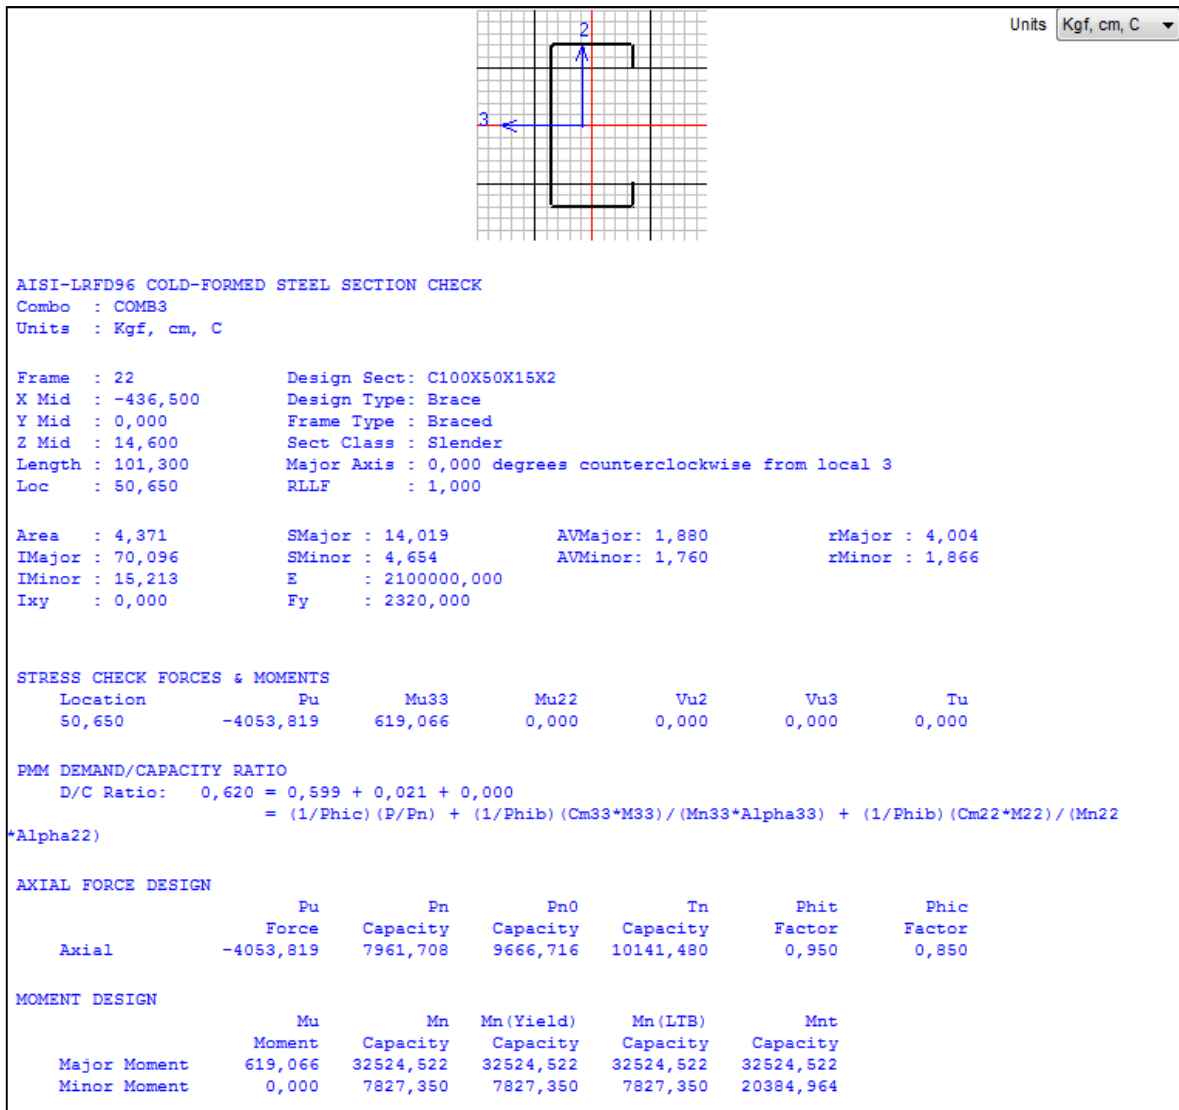 Units Kgf, cm, C
2
3
AISI-LRFD96 COLD-FORMED STEEL SECTION CHECK
Combo : COMB3
Units : Kgf, cm, C
Frame : 22 Design Sect: C100X50X15X2
X Mid : -436,500 Design Type: Brace
Y Mid : 0,000 Frame Type : Braced
Z Mid : 14,600 Sect Class : Slender
Length : 101,300 Major Axis : 0,000 degrees counterclockwise from local 3
Loc : 50,650 RLLF : 1,000
Area : 4,371 SMajor : 14,019 AVMajor: 1,880 rMajor : 4,004
IMajor : 70,096 SMinor : 4,654 AVMinor: 1,760 rMinor : 1,866
IMinor : 15,213 E : 2100000,000
Ixy : 0,000 Fy : 2320,000
STRESS CHECK FORCES & MOMENTS
Location Pu Mu33 Mu22 Vu2 Vu3 Tu
50,650 -4053,819 619,066 0,000 0,000 0,000 0,000
PMM DEMAND/CAPACITY RATIO
D/C Ratio: 0,620 = 0,599 + 0,021 + 0,000
= (1/Phic)(P/Pn) + (1/Phib)(Cm33*M33)/(Mn33*Alpha33) + (1/Phib)(Cm22*M22)/(Mn22
*Alpha22)
AXIAL FORCE DESIGN
Pu Pn Pn0 Tn Phit Phic
Force Capacity Capacity Capacity Factor Factor
Axial -4053,819 7961,708 9666,716 10141,480 0,950 0,850
MOMENT DESIGN
Mu Mn Mn(Yield) Mn(LTB) Mnt
Moment Capacity Capacity Capacity Capacity
Major Moment 619,066 32524,522 32524,522 32524,522 32524,522
Minor Moment 0,000 7827,350 7827,350 7827,350 20384,964